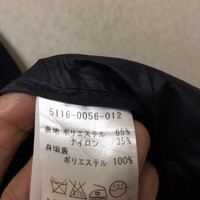 5116-0056-012
表地 ポリエステル 65%
ナイロン 35%
身頃裏
ポリエステル 100%